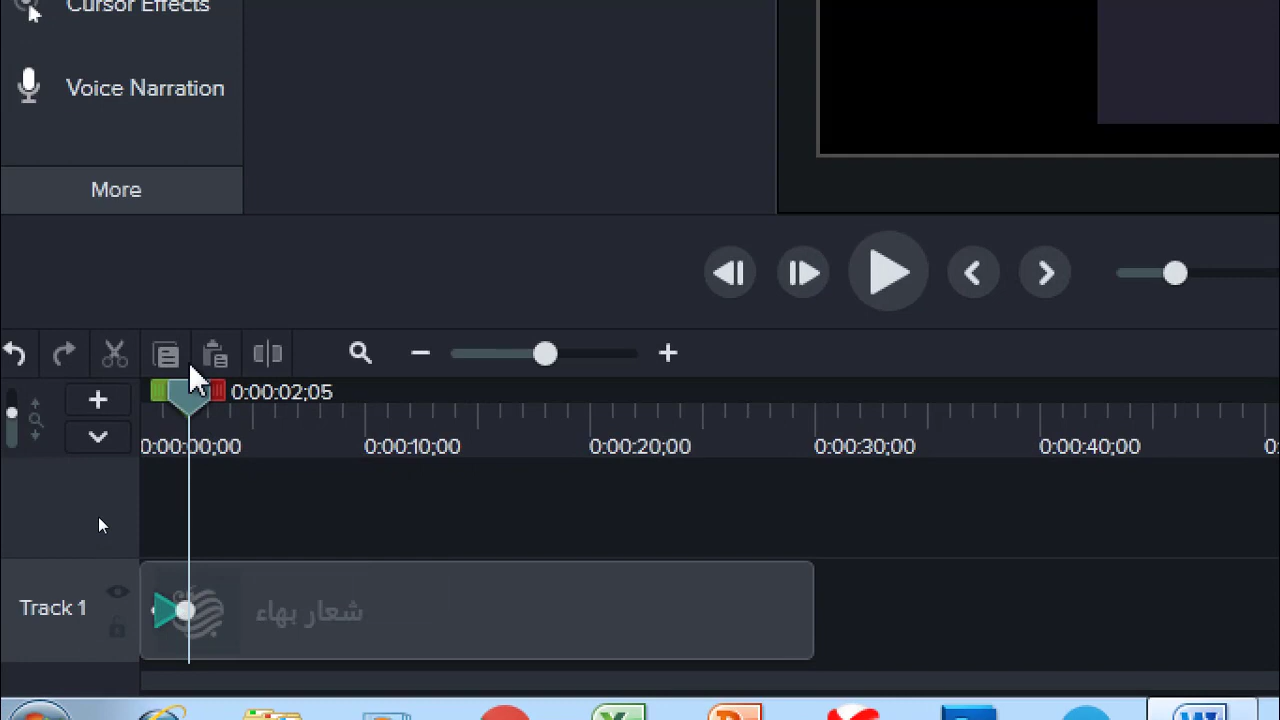 Cursor Effects
Voice Narration
More
0:00:02;05
0:00:00;00 0:00:10;00 0:00:20;00 0:00:30;00 0:00:40;00
Track 1
شعار بهاء